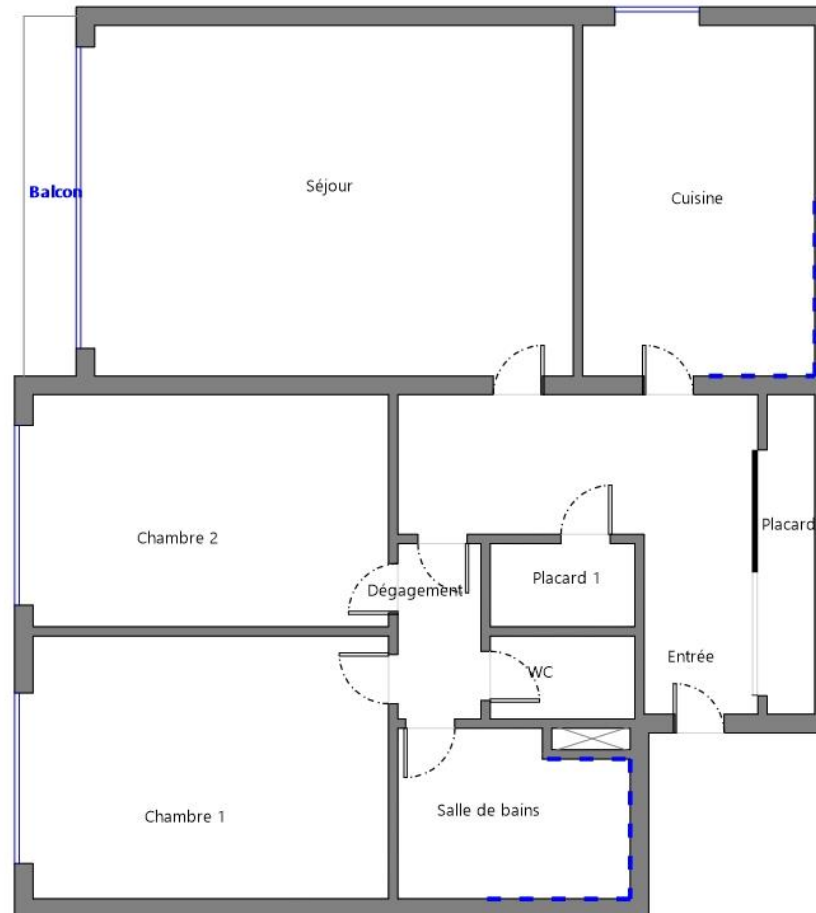 Séjour
Balcon
Cuisine
Placard
Chambre 2
Dégagement
Placard 1
Entrée
WC
Chambre 1
Salle de bains